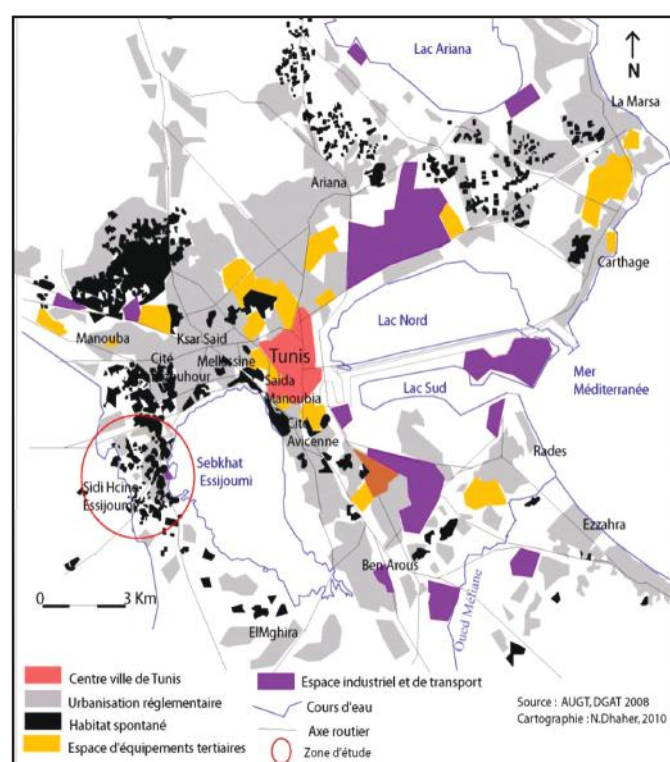 Lac Ariana
N
La Marsa
Ariana
Carthage
Lac Nord
Manouba
Ksar Said
Cité
Mellassine
Tunis
Mer
Méditerranée
Saida
Manoubia
Lac Sud
Cité
Avicenne
Sebkhat
Essijoumi
Rades
Sidi Hcine
Essijoumi
Ezzahra
Ben Arous
0 3 Km
Oued Méliane
ElMghira
Centre ville de Tunis
Urbanisation réglementaire
Habitat spontané
Espace d'équipements tertiaires
Espace industriel et de transport
Cours d'eau
Axe routier
Zone d'étude
Source : AUGT, DGAT 2008
Cartographie : N.Dhaher, 2010